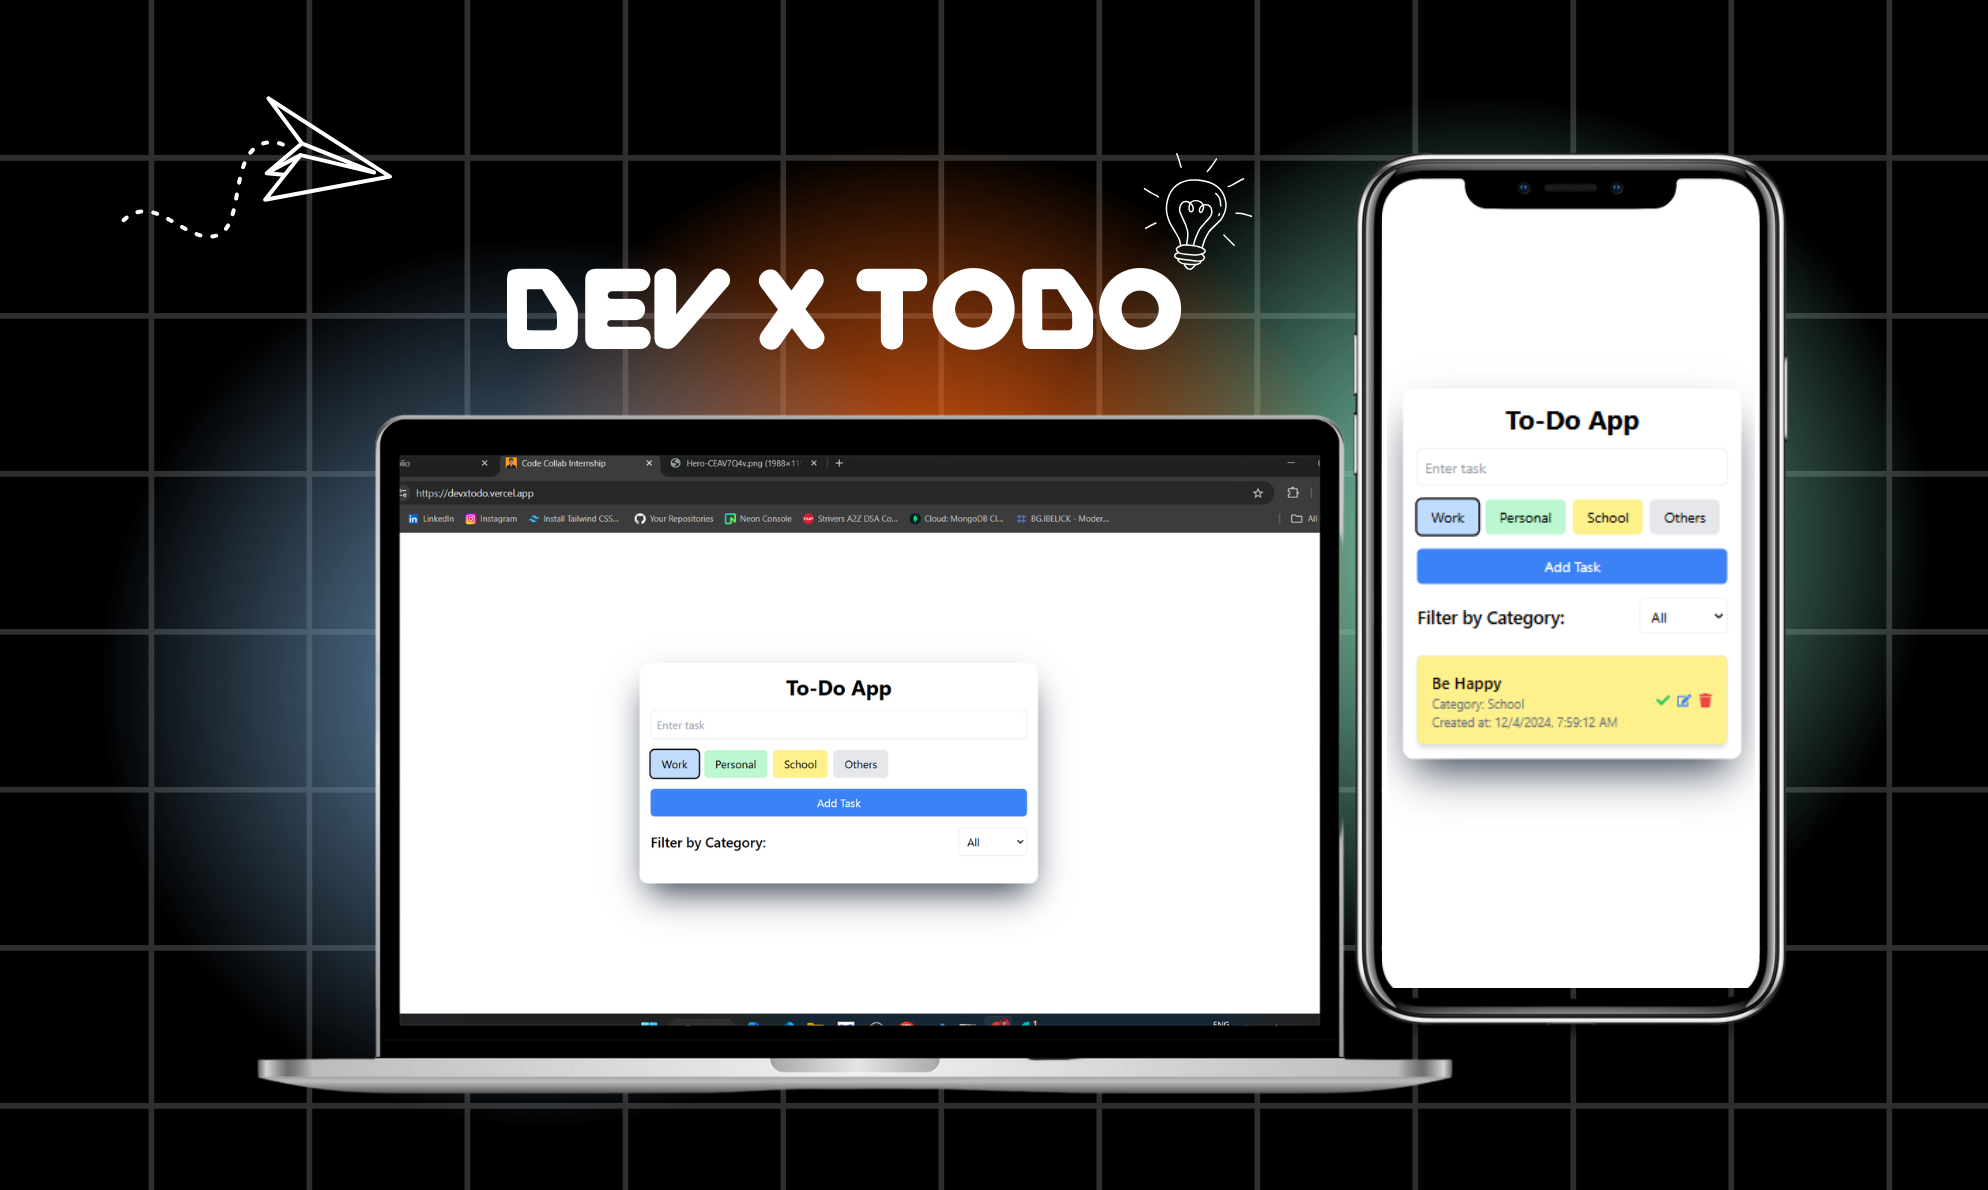 DEV X TODO
Code Collab Internship
Hero-CEAV7Q4v.png (1988×11
https://devxtodo.vercel.app
LinkedIn Instagram Install Tailwind CSS... Your Repositories Neon Console Strivers A2Z DSA Co... Cloud: MongoDB Cl... BG.IBELICK - Moder... All
To-Do App
Enter task
Work Personal School Others
Add Task
Filter by Category: All
ENG
To-Do App
Enter task
Work Personal School Others
Add Task
Filter by Category: All
Be Happy
Category: School
Created at: 12/4/2024, 7:59:12 AM